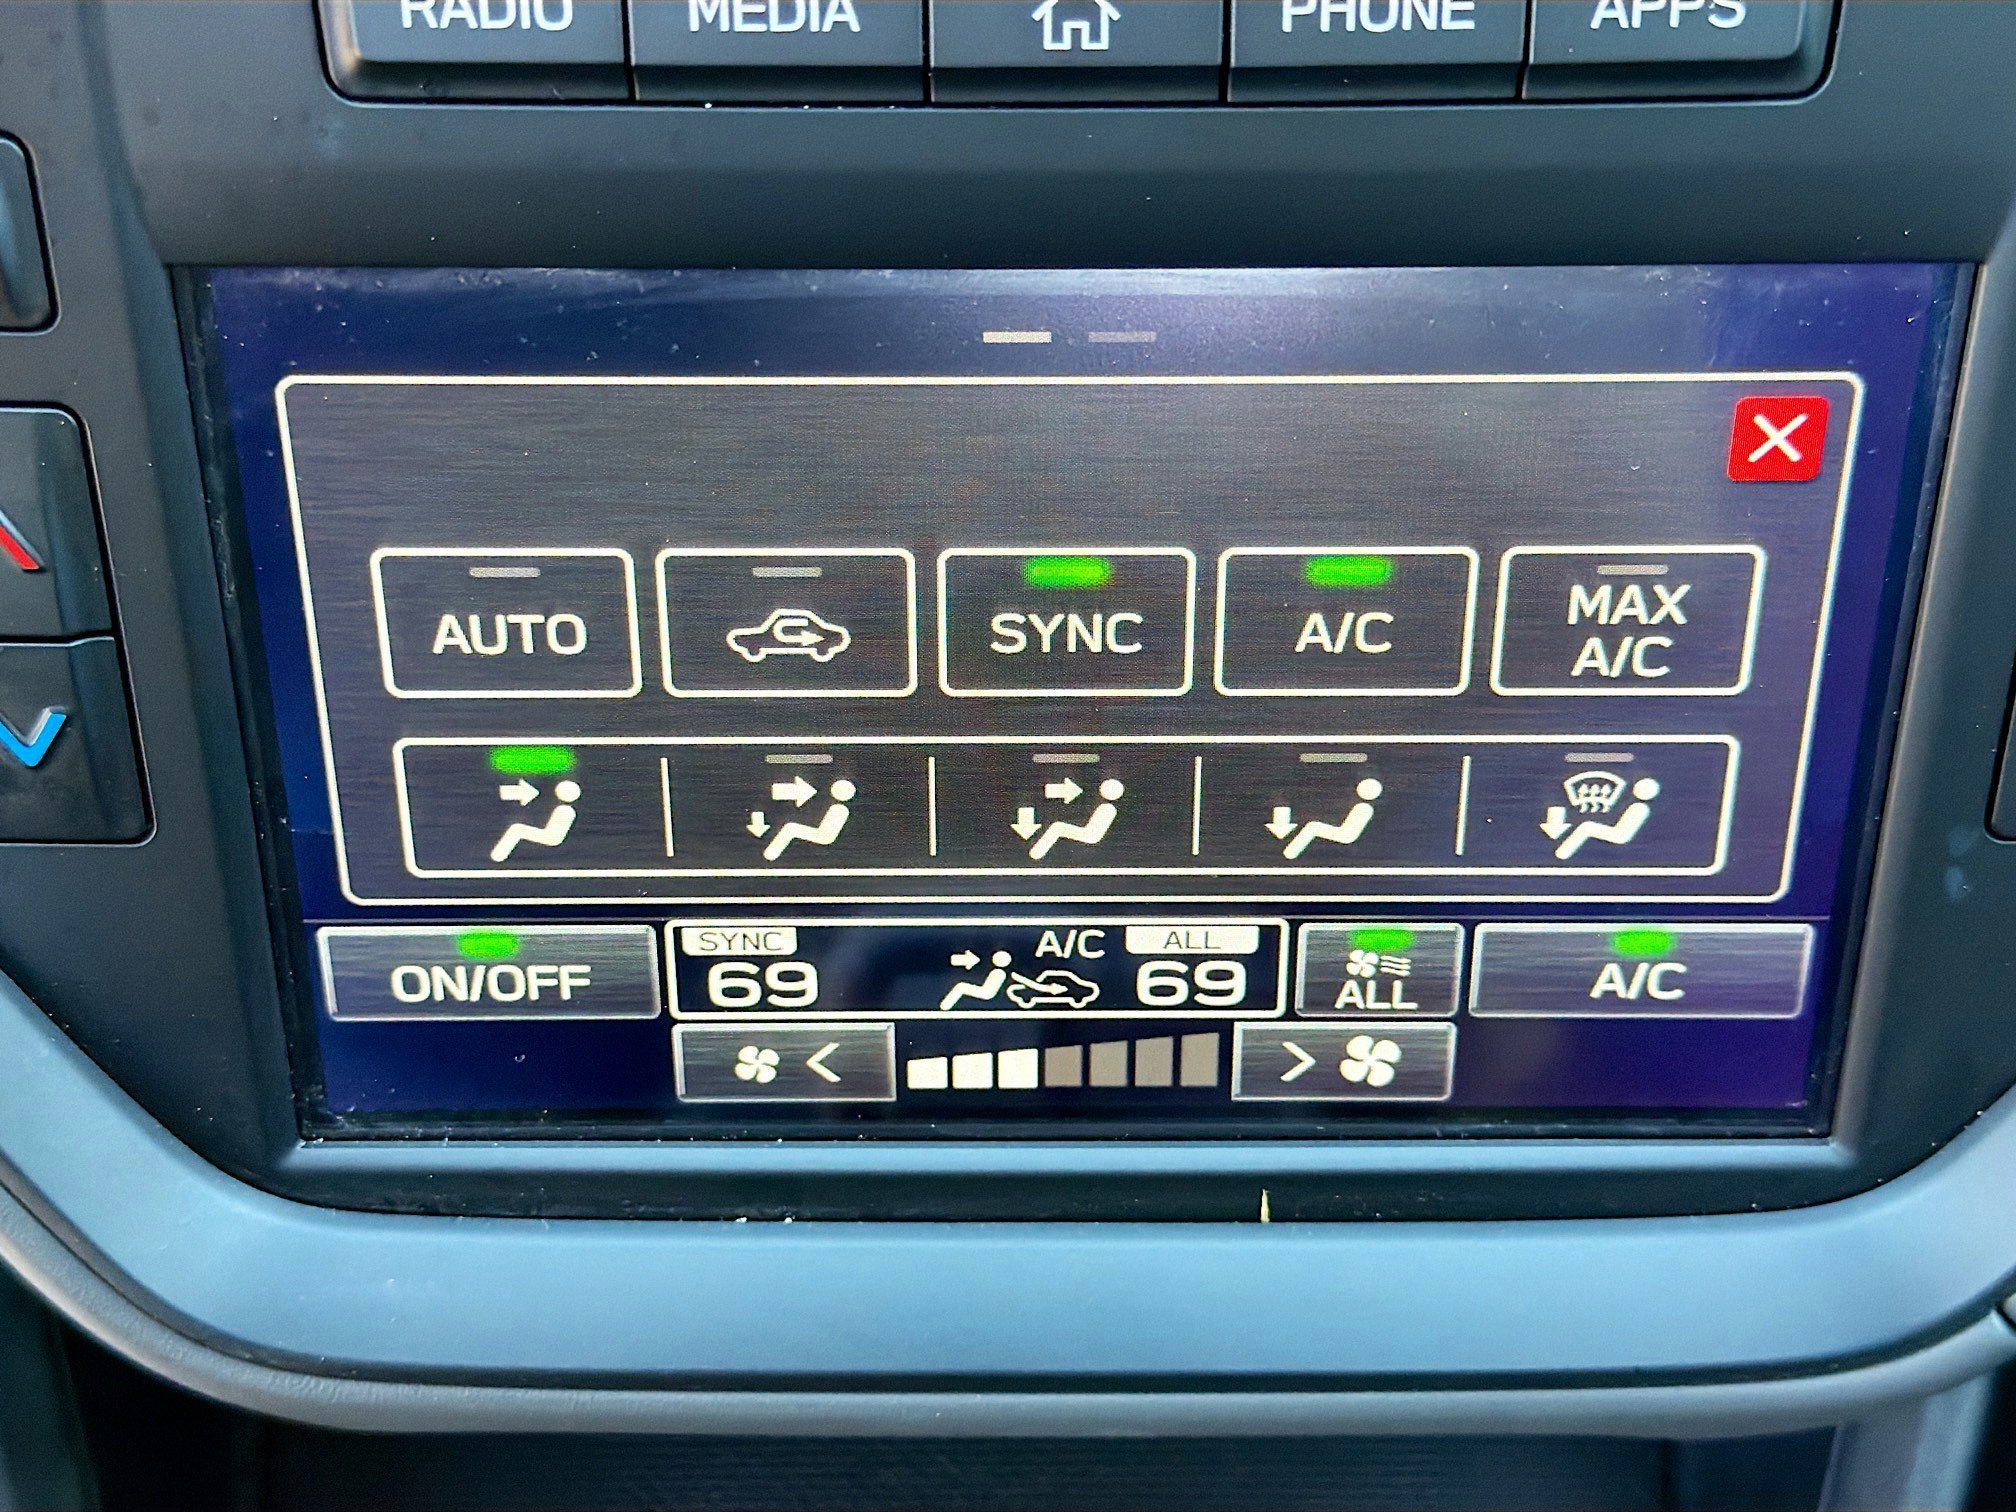 RADIO MEDIA PHONE APPS
AUTO SYNC A/C MAX A/C
ON/OFF SYNC 69 A/C ALL 69 ALL A/C